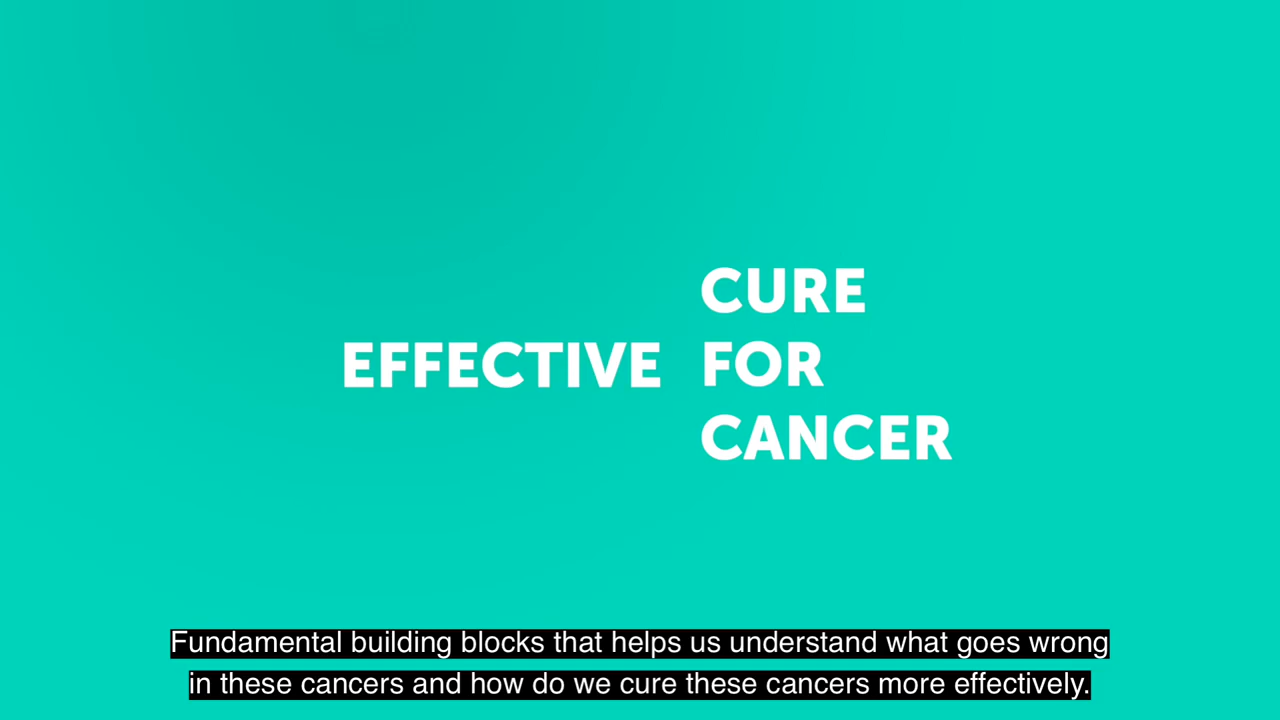 EFFECTIVE
CURE
FOR
CANCER
Fundamental building blocks that helps us understand what goes wrong
in these cancers and how do we cure these cancers more effectively.